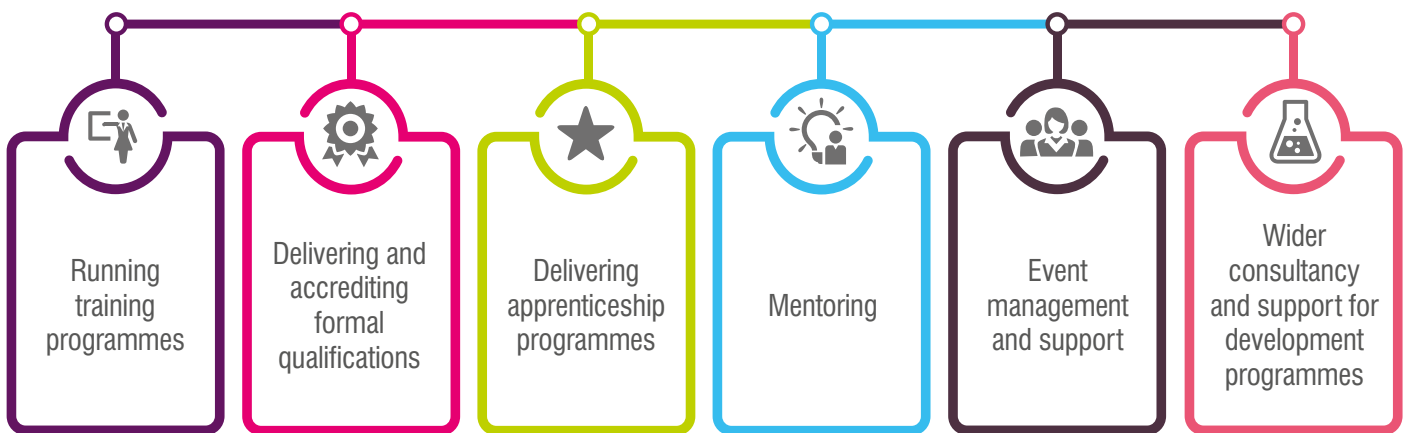 Running
training
programmes
Delivering and
accrediting
formal
qualifications
Delivering
apprenticeship
programmes
Mentoring
Event
management
and support
Wider
consultancy
and support for
development
programmes